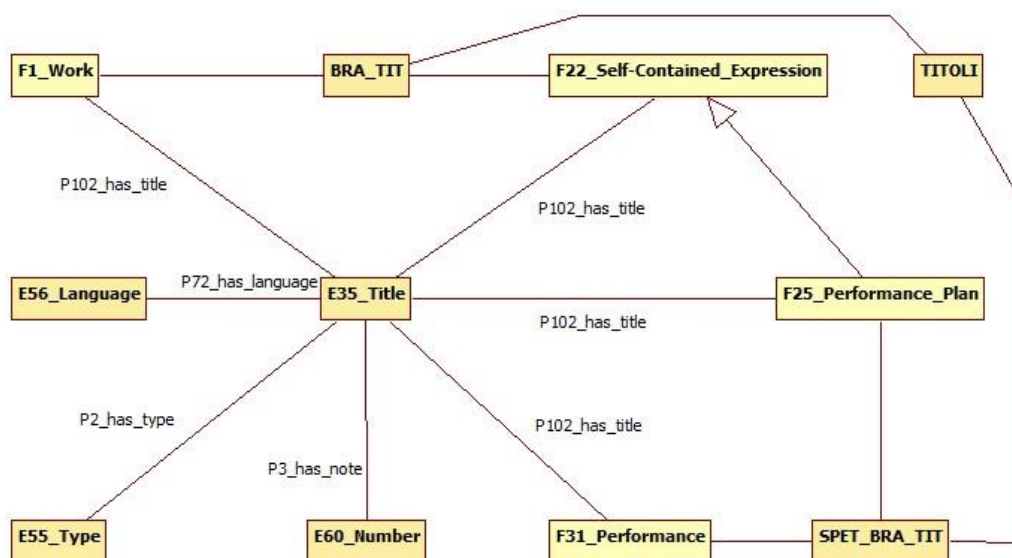 F1_Work
BRA_TIT
F22_Self-Contained_Expression
TITOLI
P102_has_title
P102_has_title
E56_Language
P72_has_language
E35_Title
F25_Performance_Plan
P102_has_title
P2_has_type
P102_has_title
P3_has_note
E55_Type
E60_Number
F31_Performance
SPET_BRA_TIT